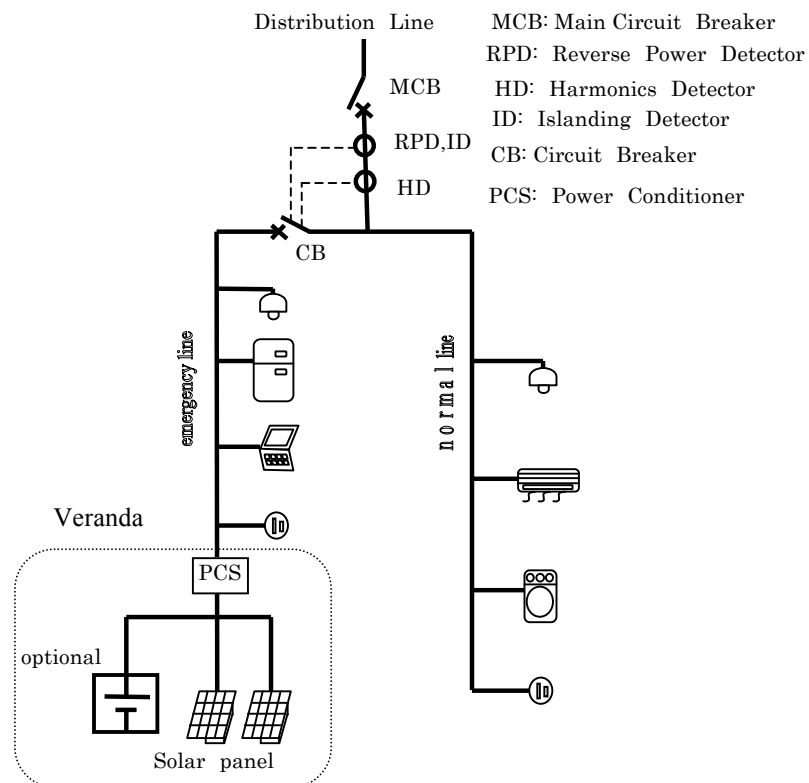 Distribution Line
MCB: Main Circuit Breaker
RPD: Reverse Power Detector
HD: Harmonics Detector
ID: Islanding Detector
CB: Circuit Breaker
PCS: Power Conditioner
MCB
RPD,ID
HD
CB
emergency line
normal line
Veranda
PCS
optional
Solar panel